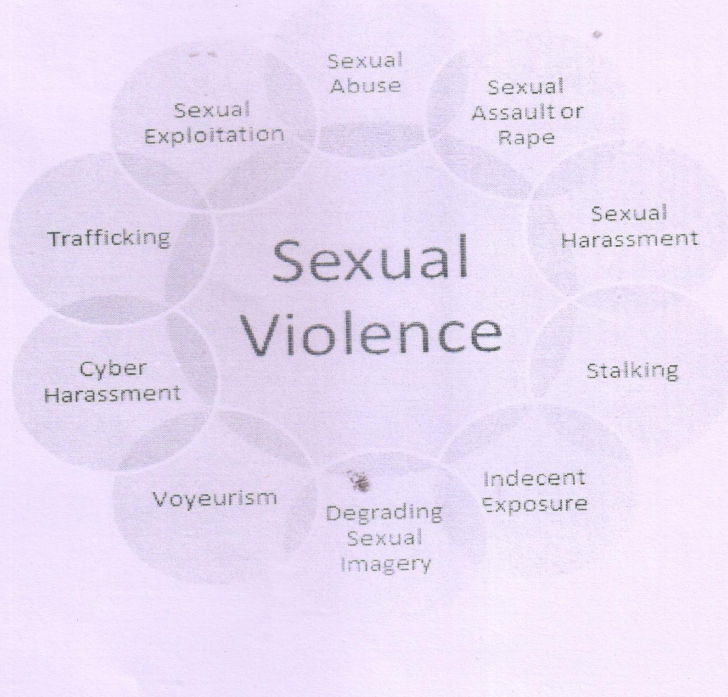 Sexual
Abuse
Sexual
Assault or
Rape
Sexual
Harassment
Stalking
Indecent
Exposure
Degrading
Sexual
Imagery
Voyeurism
Cyber
Harassment
Trafficking
Sexual
Exploitation
Sexual
Violence